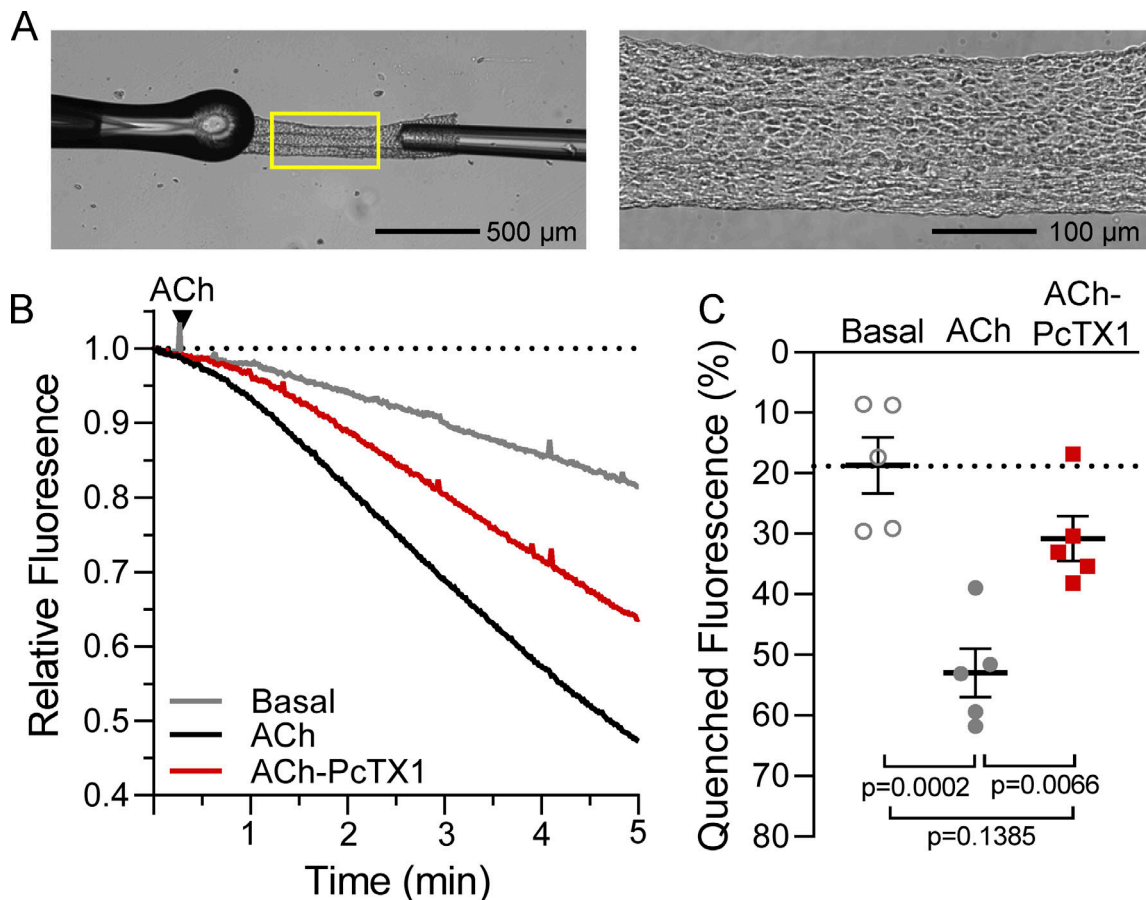 A
500 µm
100 µm
B
ACh
1.0
0.9
0.8
0.7
0.6
0.5
0.4
Relative Fluoresence
Basal
ACh
ACh-PcTX1
1 2 3 4 5
Time (min)
C
Basal ACh ACh-
PcTX1
Quenched Fluorescence (%)
0
10
20
30
40
50
60
70
80
p=0.0002 p=0.0066
p=0.1385